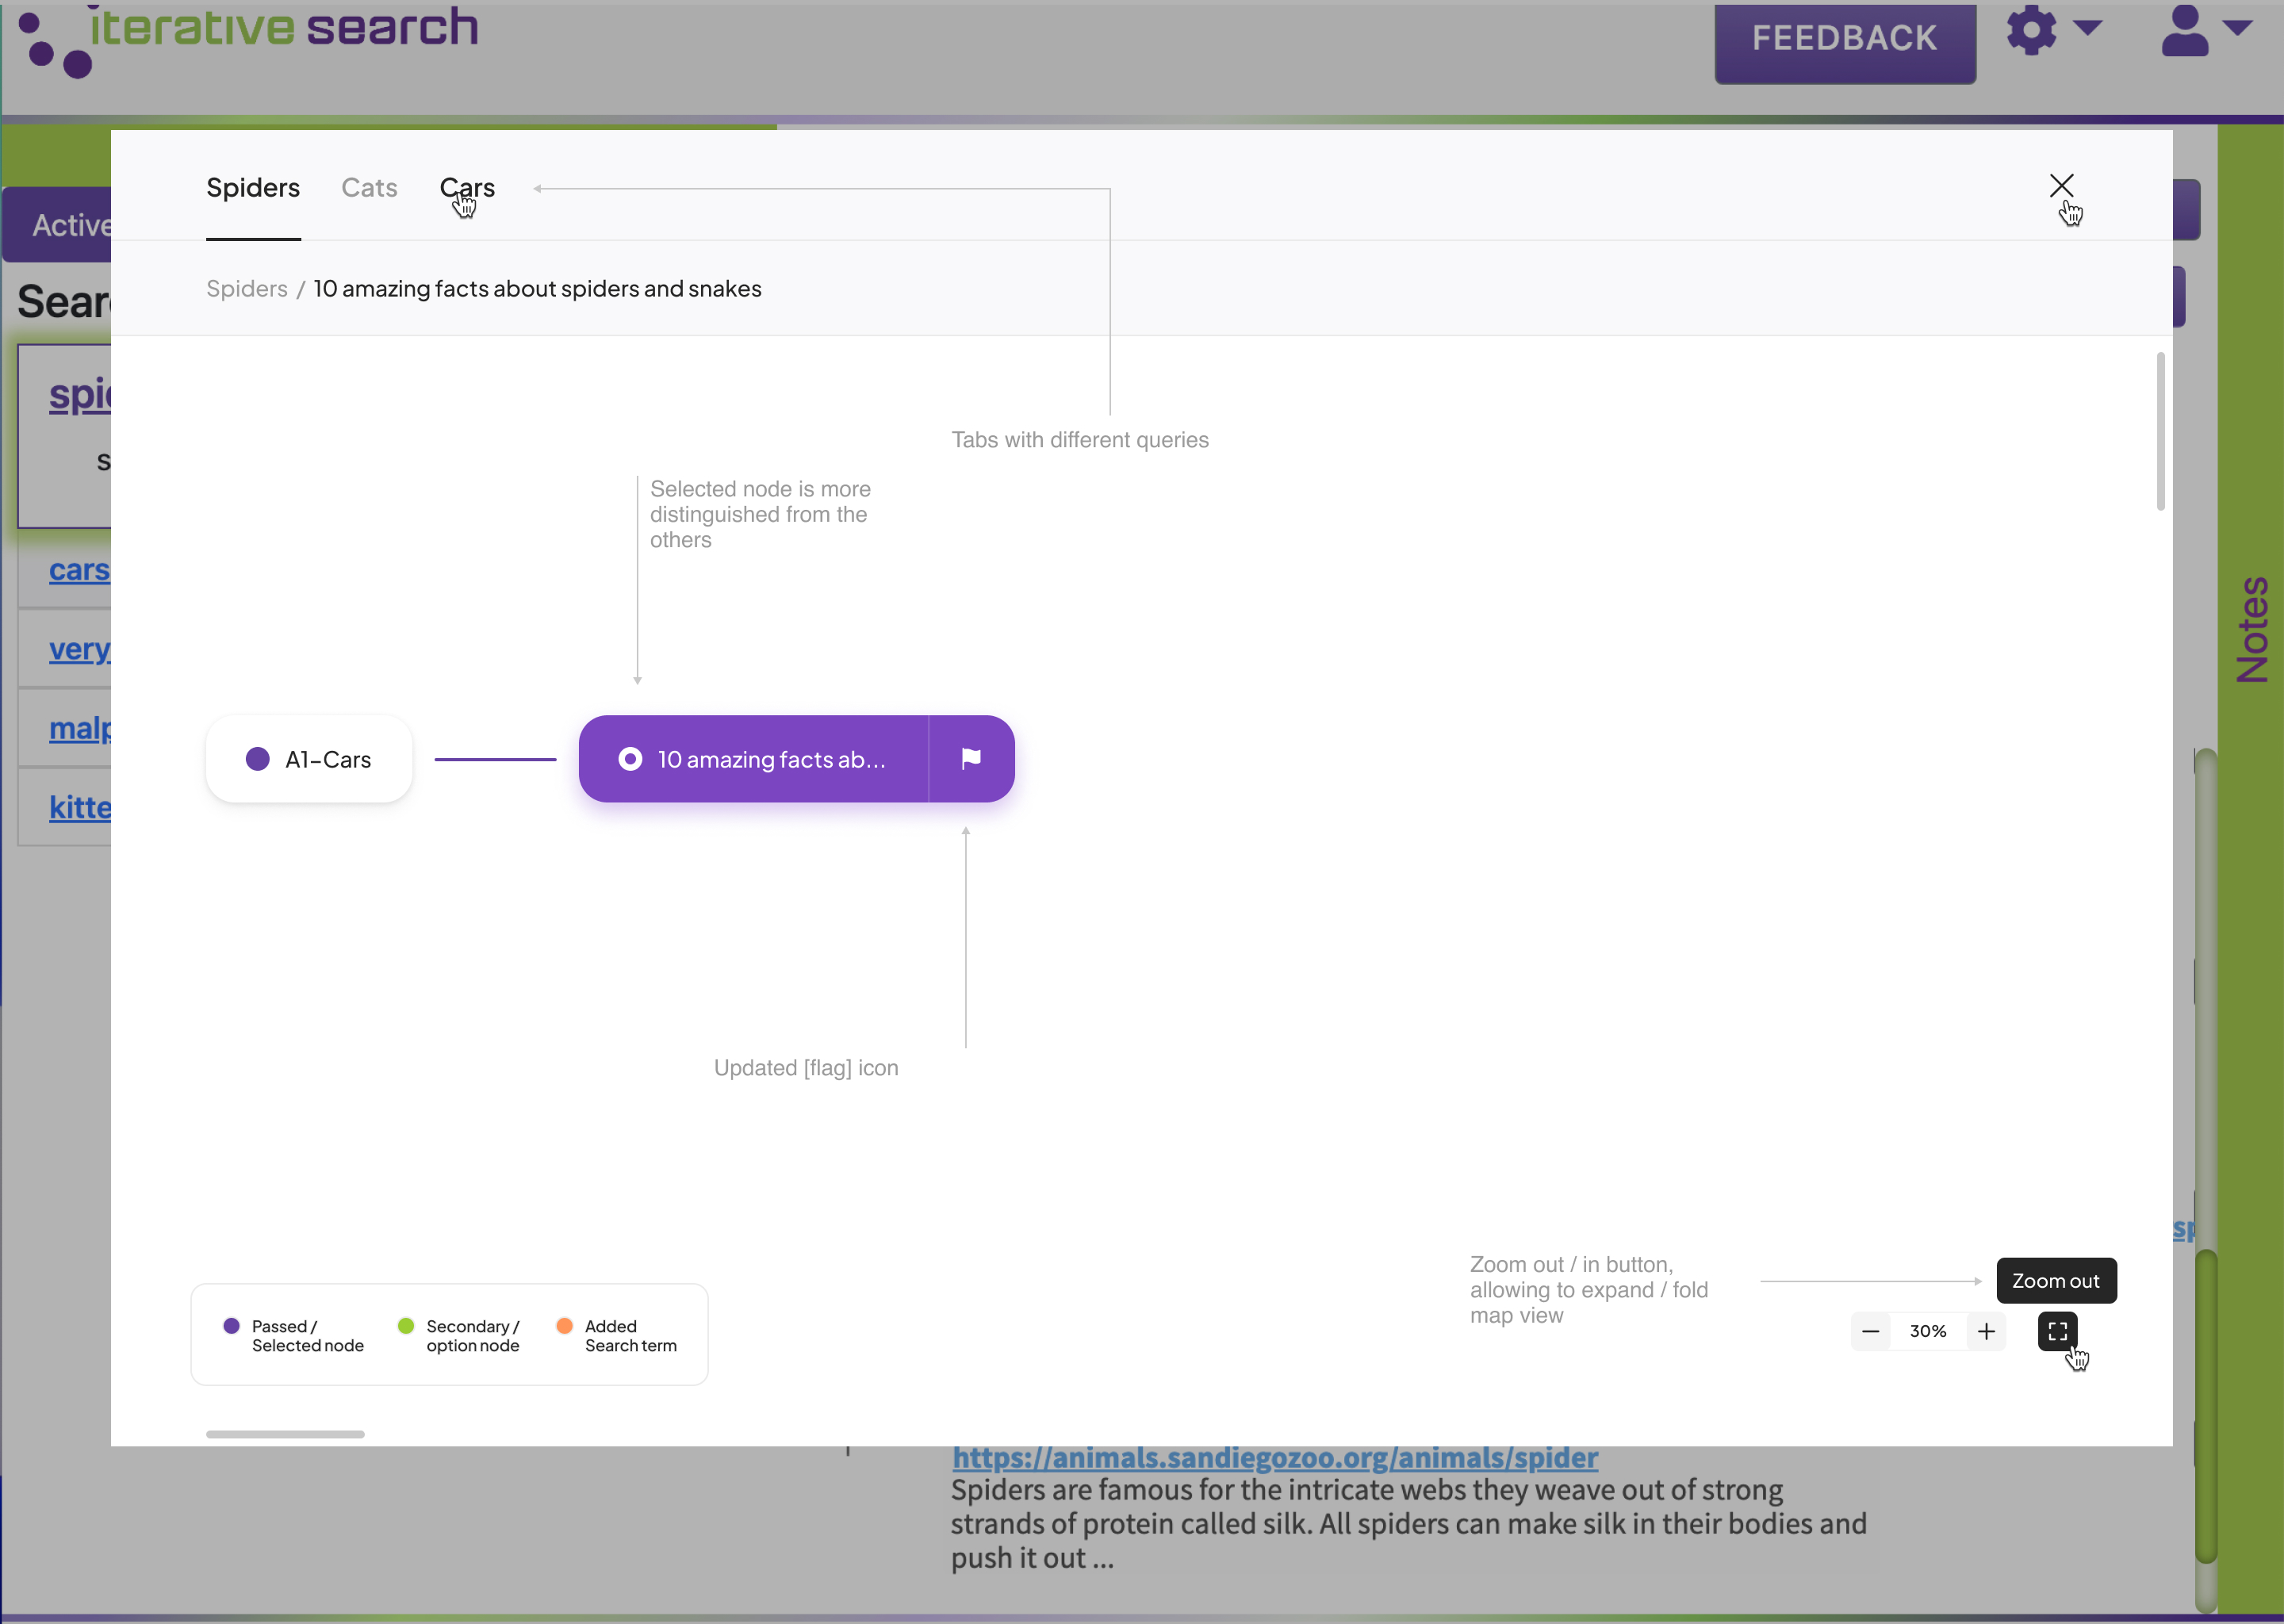 iterative search
FEEDBACK
Spiders
Cats
Cars
Active
Spiders / 10 amazing facts about spiders and snakes
Tabs with different queries
Selected node is more
distinguished from the
others
cars
very
Notes
A1–Cars
10 amazing facts ab...
Updated [flag] icon
Zoom out / in button,
allowing to expand / fold
map view
Zoom out
30%
Passed /
Selected node
Secondary /
option node
Added
Search term
https://animals.sandiegozoo.org/animals/spider
Spiders are famous for the intricate webs they weave out of strong
strands of protein called silk. All spiders can make silk in their bodies and
push it out ...